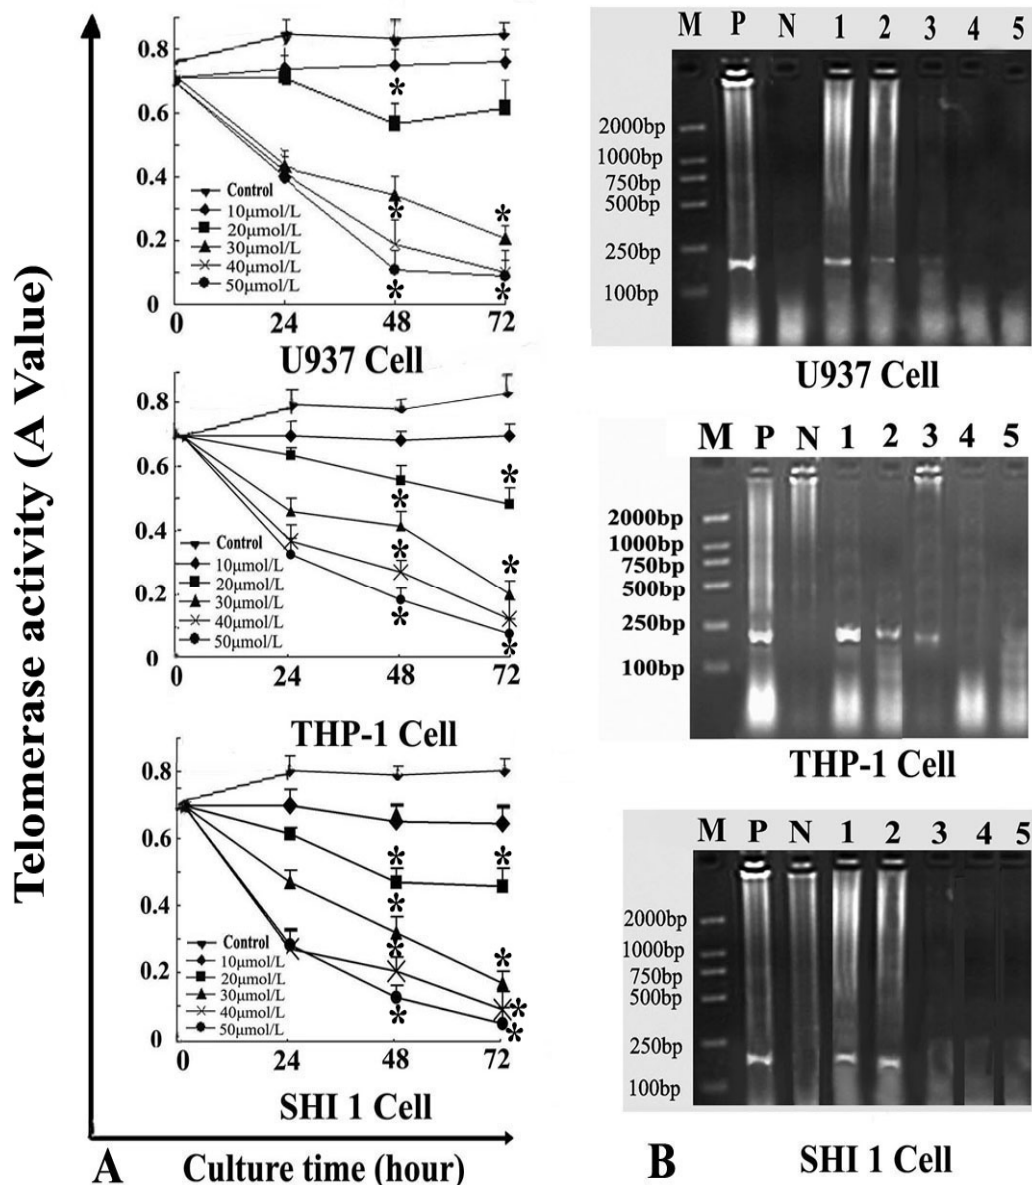 Telomerase activity (A Value)
0.8
0.6
0.4
0.2
0
Control
10μmol/L
20μmol/L
30μmol/L
40μmol/L
50μmol/L
* * * * *
0 24 48 72
U937 Cell
0.8
0.6
0.4
0.2
0
Control
10μmol/L
20μmol/L
30μmol/L
40μmol/L
50μmol/L
* * * * * *
0 24 48 72
THP-1 Cell
0.8
0.6
0.4
0.2
0
Control
10μmol/L
20μmol/L
30μmol/L
40μmol/L
50μmol/L
* * * * * * * * *
0 24 48 72
SHI 1 Cell
A Culture time (hour)
M P N 1 2 3 4 5
2000bp
1000bp
750bp
500bp
250bp
100bp
U937 Cell
M P N 1 2 3 4 5
2000bp
1000bp
750bp
500bp
250bp
100bp
THP-1 Cell
M P N 1 2 3 4 5
2000bp
1000bp
750bp
500bp
250bp
100bp
B SHI 1 Cell